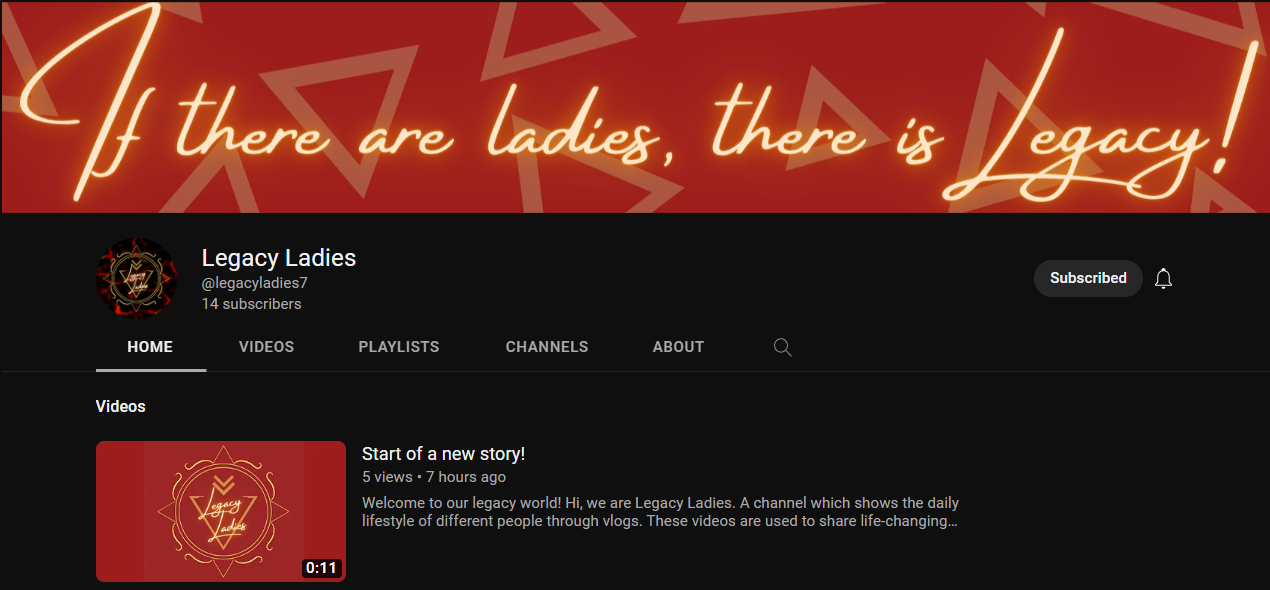 If there are ladies, there is Legacy!
Legacy Ladies
Legacy Ladies
@legacyladies7
14 subscribers
Subscribed
HOME VIDEOS PLAYLISTS CHANNELS ABOUT
Videos
Legacy
Ladies
0:11
Start of a new story!
5 views • 7 hours ago
Welcome to our legacy world! Hi, we are Legacy Ladies. A channel which shows the daily
lifestyle of different people through vlogs. These videos are used to share life-changing...